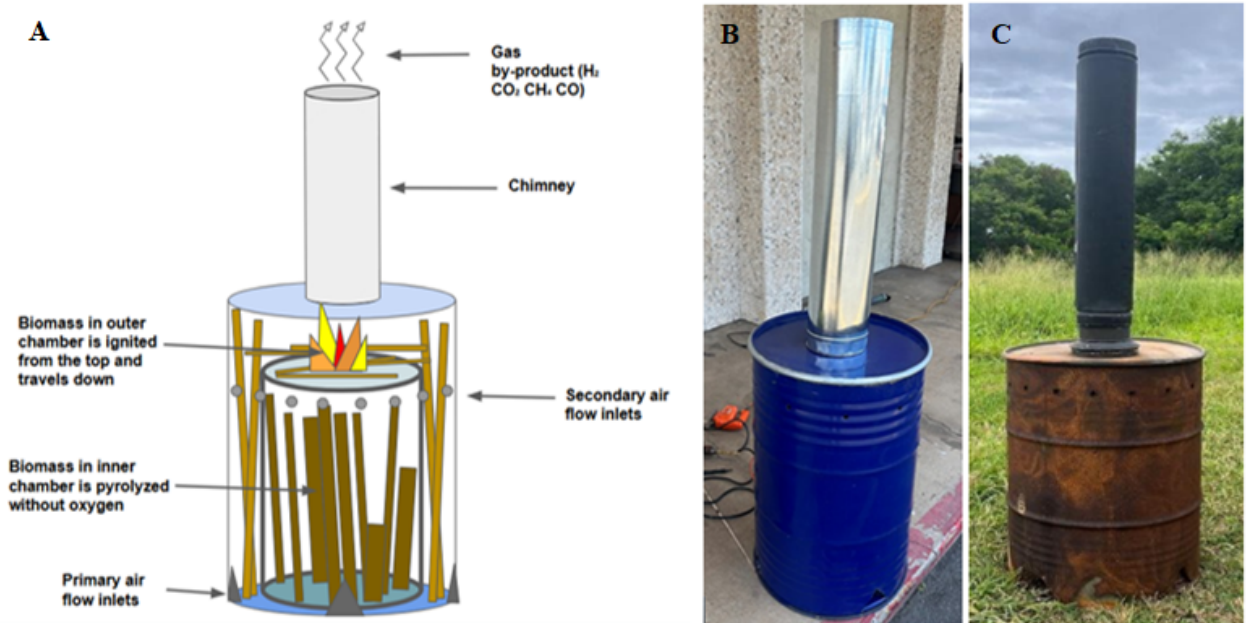 A
Gas
by-product (H₂
CO₂ CH₄ CO)
Chimney
Biomass in outer
chamber is ignited
from the top and
travels down
Secondary air
flow inlets
Biomass in inner
chamber is pyrolyzed
without oxygen
Primary air
flow inlets
B
C